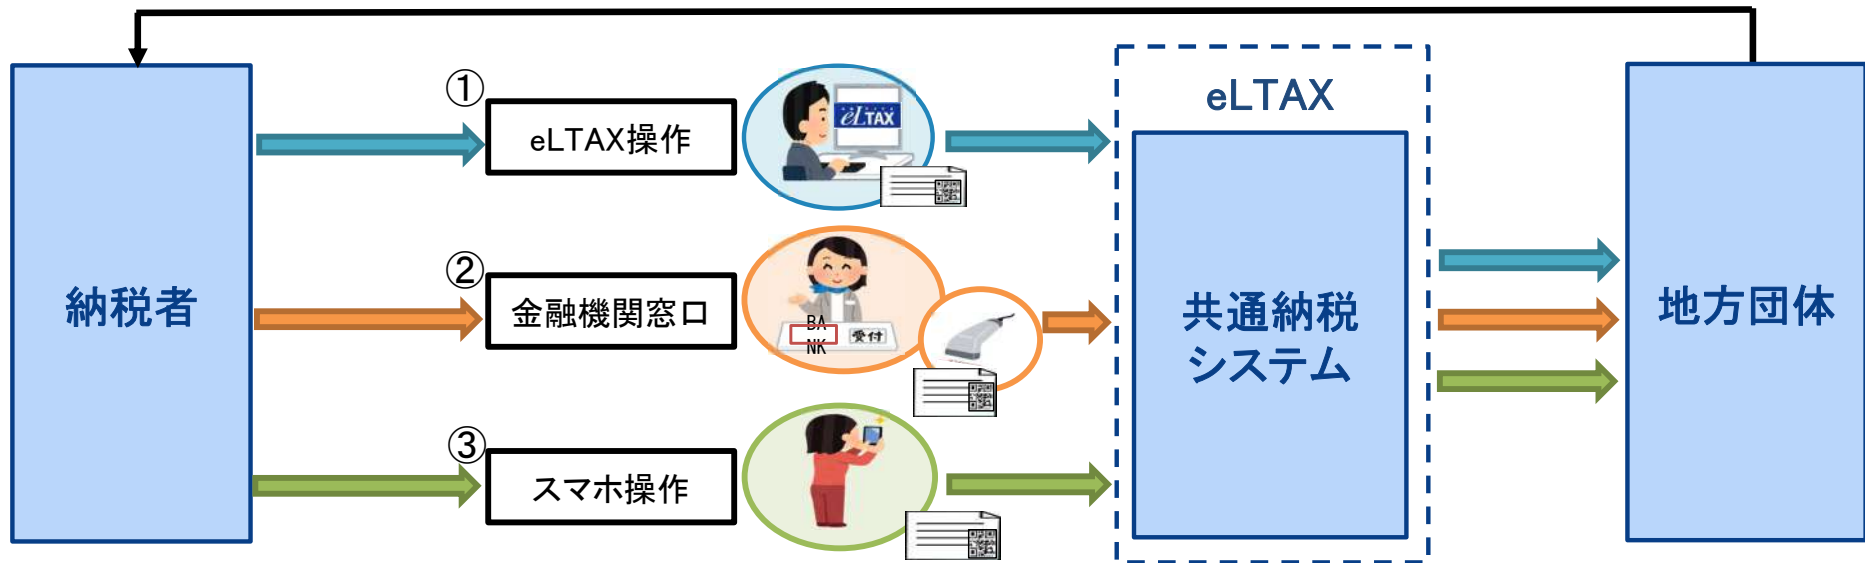 納税者
①
eLTAX操作
eLTAX
②
金融機関窓口
BA
NK
受付
③
スマホ操作
eLTAX
共通納税
システム
地方団体